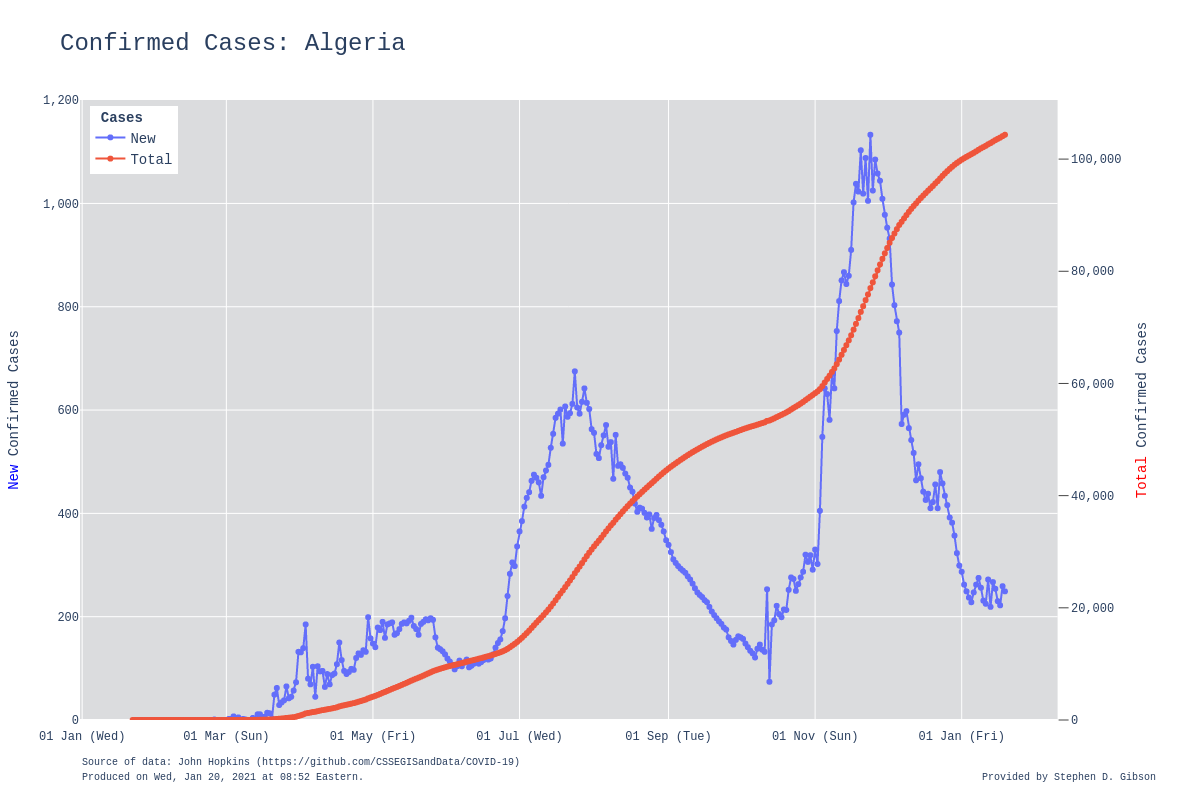 Confirmed Cases: Algeria
Cases
New
Total
1,200
1,000
800
600
400
200
0
New Confirmed Cases
100,000
80,000
60,000
40,000
20,000
0
Total Confirmed Cases
01 Jan (Wed)
01 Mar (Sun)
01 May (Fri)
01 Jul (Wed)
01 Sep (Tue)
01 Nov (Sun)
01 Jan (Fri)
Source of data: John Hopkins (https://github.com/CSSEGISandData/COVID-19)
Produced on Wed, Jan 20, 2021 at 08:52 Eastern.
Provided by Stephen D. Gibson